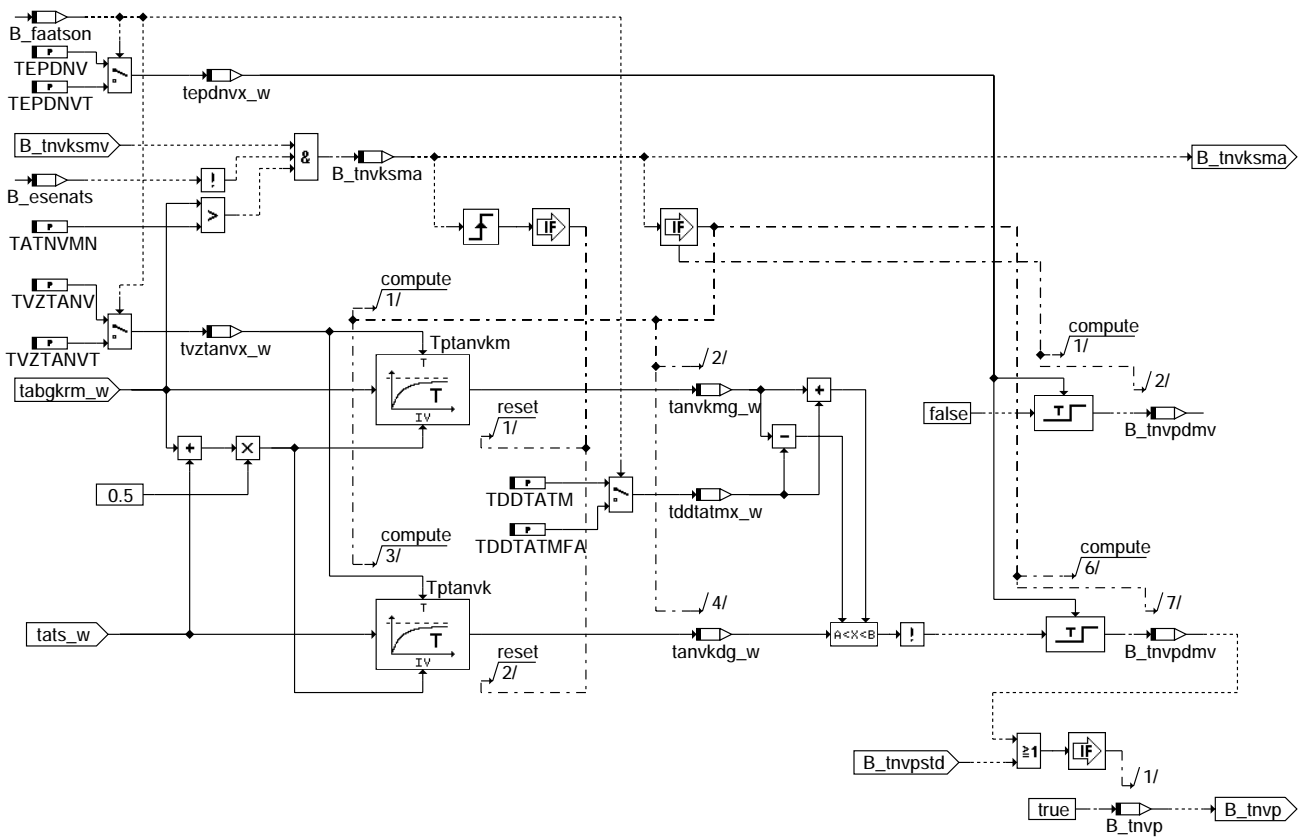 B_faatson
P
TEPDNV
P
TEPDNVT
tepdnvx_w
B_tnvksmv
&
B_tnvksma
B_tnvksma
B_esenats
!
P
TATNVMN
>
IF
IF
P
TVZTANV
P
TVZTANVT
tvztanvx_w
compute
1/
compute
1/
Tptanvkm
T
T
IV
/2/
/2/
tabgkrm_w
tanvkmg_w
+
-
false
T
B_tnvpdmv
reset
1/
+
×
0.5
P
TDDTATM
P
TDDTATMFA
tddtatmx_w
compute
3/
compute
6/
Tptanvk
T
T
IV
/4/
/7/
tats_w
tanvkdg_w
A<X<B
!
T
B_tnvpdmv
reset
2/
B_tnvpstd
≥1
IF
/1/
true
B_tnvp
B_tnvp